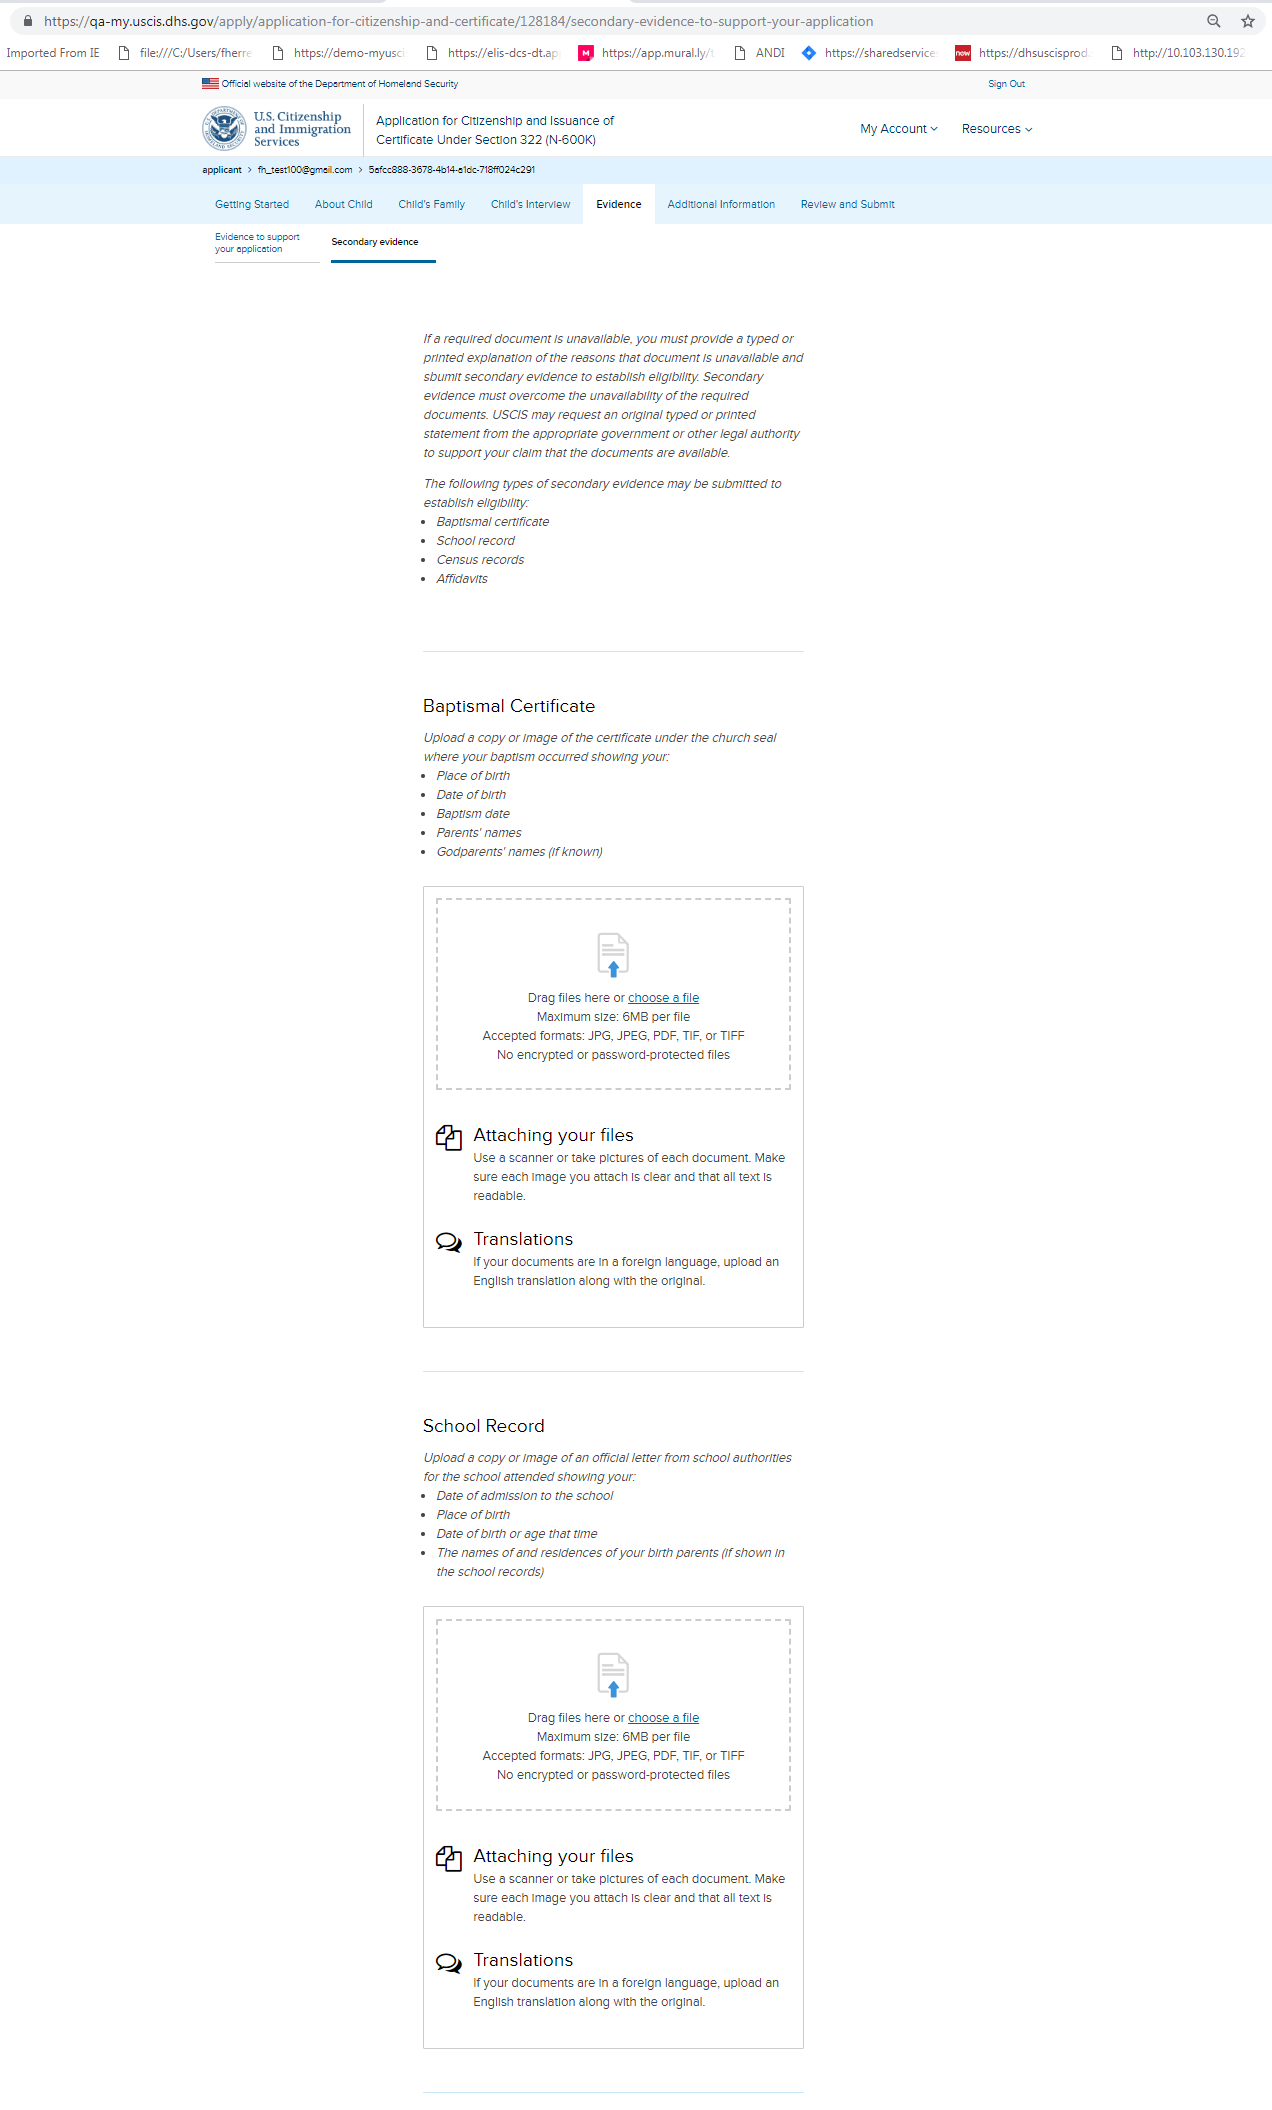 https://qa-my.uscis.dhs.gov/apply/application-for-citizenship-and-certificate/128184/secondary-evidence-to-support-your-application
Imported From IE file:///C:/Users/fherre https://demo-myusci https://elis-dcs-dt.ap https://app.mural.ly/t ANDI https://sharedservice https://dhsuscisprod. http://10.103.130.192
Official website of the Department of Homeland Security Sign Out
U.S. Citizenship
and Immigration
Services
Application for Citizenship and Issuance of
Certificate Under Section 322 (N-600K)
My Account Resources
applicant > fh_test100@gmail.com > 5afcc888-3678-4b14-a1dc-718ff024c291
Getting Started About Child Child's Family Child's Interview Evidence Additional Information Review and Submit
Evidence to support
your application
Secondary evidence
If a required document is unavailable, you must provide a typed or
printed explanation of the reasons that document is unavailable and
sbumit secondary evidence to establish eligibility. Secondary
evidence must overcome the unavailability of the required
documents. USCIS may request an original typed or printed
statement from the appropriate government or other legal authority
to support your claim that the documents are available.
The following types of secondary evidence may be submitted to
establish eligibility:
• Baptismal certificate
• School record
• Census records
• Affidavits
Baptismal Certificate
Upload a copy or image of the certificate under the church seal
where your baptism occurred showing your:
• Place of birth
• Date of birth
• Baptism date
• Parents' names
• Godparents' names (if known)
Drag files here or choose a file
Maximum size: 6MB per file
Accepted formats: JPG, JPEG, PDF, TIF, or TIFF
No encrypted or password-protected files
Attaching your files
Use a scanner or take pictures of each document. Make
sure each image you attach is clear and that all text is
readable.
Translations
If your documents are in a foreign language, upload an
English translation along with the original.
School Record
Upload a copy or image of an official letter from school authorities
for the school attended showing your:
• Date of admission to the school
• Place of birth
• Date of birth or age that time
• The names of and residences of your birth parents (if shown in
the school records)
Drag files here or choose a file
Maximum size: 6MB per file
Accepted formats: JPG, JPEG, PDF, TIF, or TIFF
No encrypted or password-protected files
Attaching your files
Use a scanner or take pictures of each document. Make
sure each image you attach is clear and that all text is
readable.
Translations
If your documents are in a foreign language, upload an
English translation along with the original.